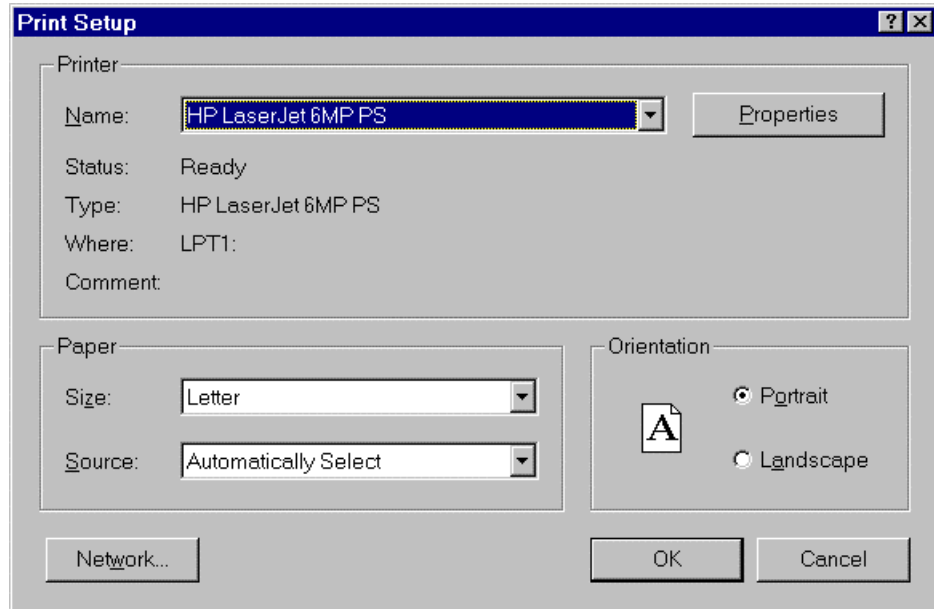 Print Setup
Printer
Name: HP LaserJet 6MP PS Properties
Status: Ready
Type: HP LaserJet 6MP PS
Where: LPT1:
Comment:
Paper
Size: Letter
Source: Automatically Select
Orientation
A
Portrait
Landscape
Network... OK Cancel